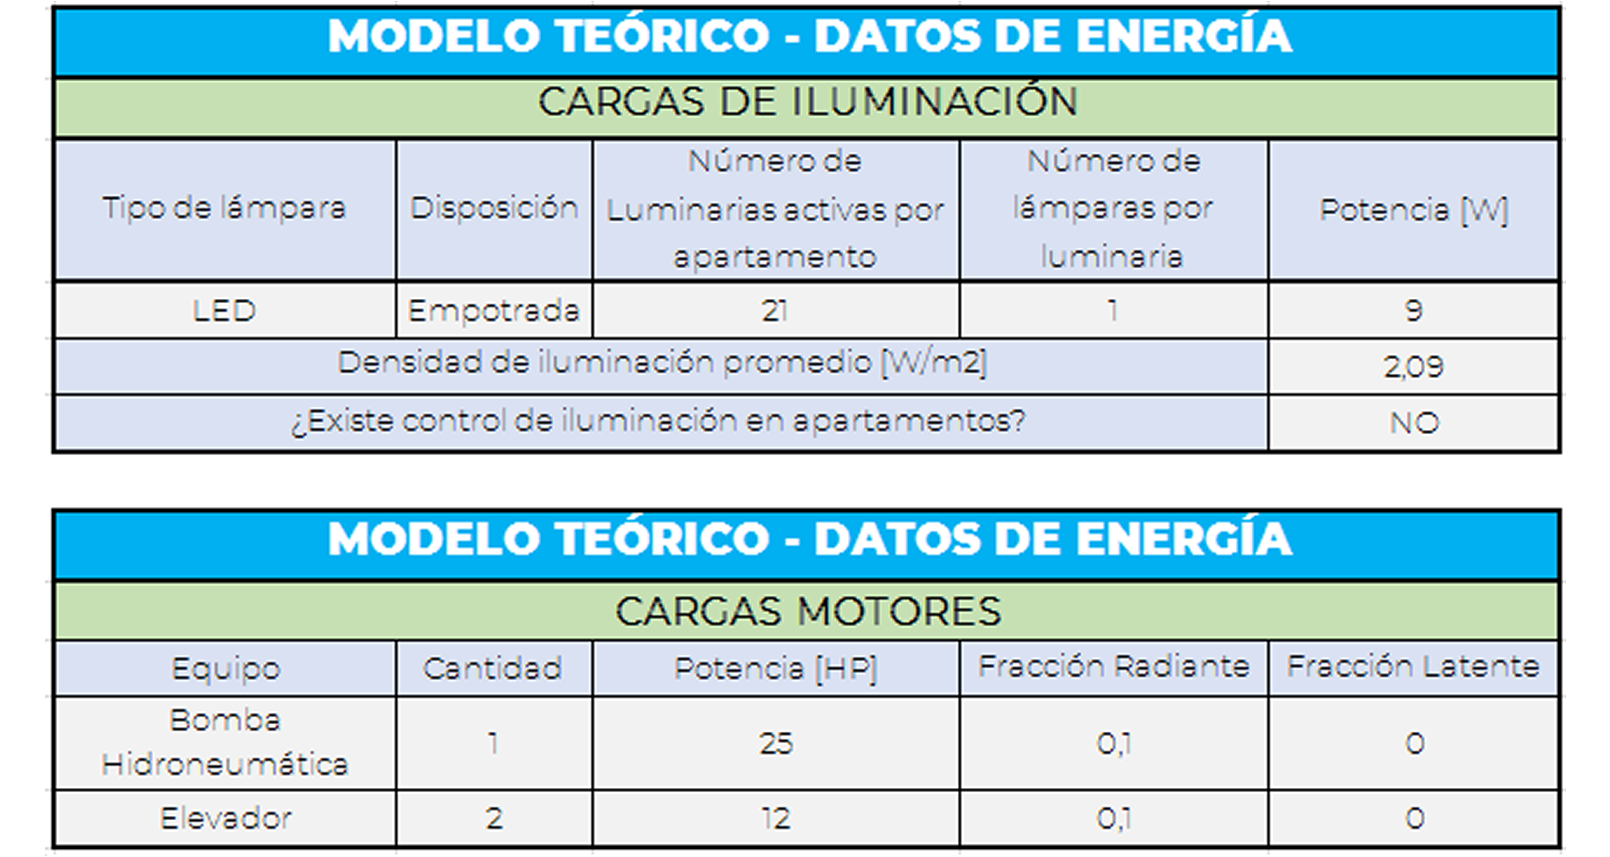 MODELO TEÓRICO - DATOS DE ENERGÍA
CARGAS DE ILUMINACIÓN
Tipo de lámpara
Disposición
Número de
Luminarias activas por
apartamento
Número de
lámparas por
luminaria
Potencia [W]
LED
Empotrada
21
1
9
Densidad de iluminación promedio [W/m2]
2,09
¿Existe control de iluminación en apartamentos?
NO
MODELO TEÓRICO - DATOS DE ENERGÍA
CARGAS MOTORES
Equipo
Cantidad
Potencia [HP]
Fracción Radiante
Fracción Latente
Bomba
Hidroneumática
1
25
0,1
0
Elevador
2
12
0,1
0